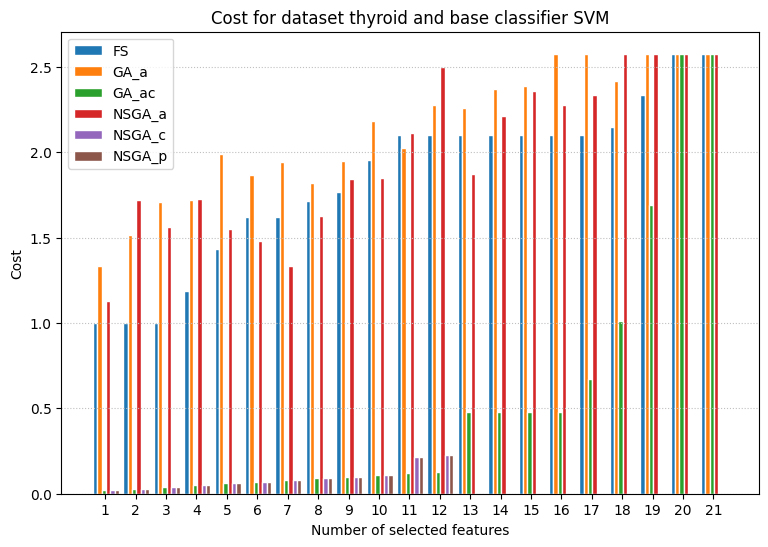 Cost for dataset thyroid and base classifier SVM
FS
GA_a
GA_ac
NSGA_a
NSGA_c
NSGA_p
Cost
2.5
2.0
1.5
1.0
0.5
0.0
1 2 3 4 5 6 7 8 9 10 11 12 13 14 15 16 17 18 19 20 21
Number of selected features